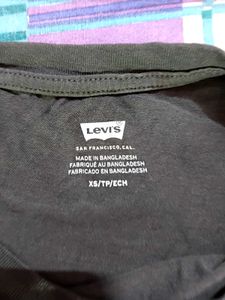 Levi's
SAN FRANCISCO, CAL.
MADE IN BANGLADESH
FABRIQUÉ AU BANGLADESH
FABRICADO EN BANGLADESH
XS/TP/ECH